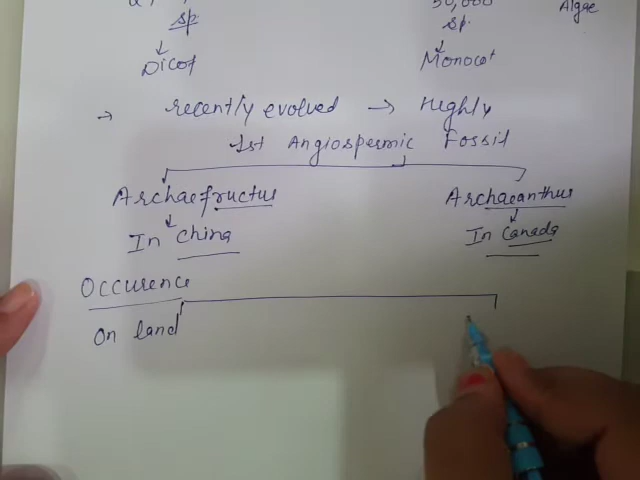 50,000
Algae
sp
sp.
Dicot
Monocot
→ recently evolved → Highly
1st Angiospermic Fossil
Archaefructus
Archaeanthus
In China
In Canada
Occurence
On land